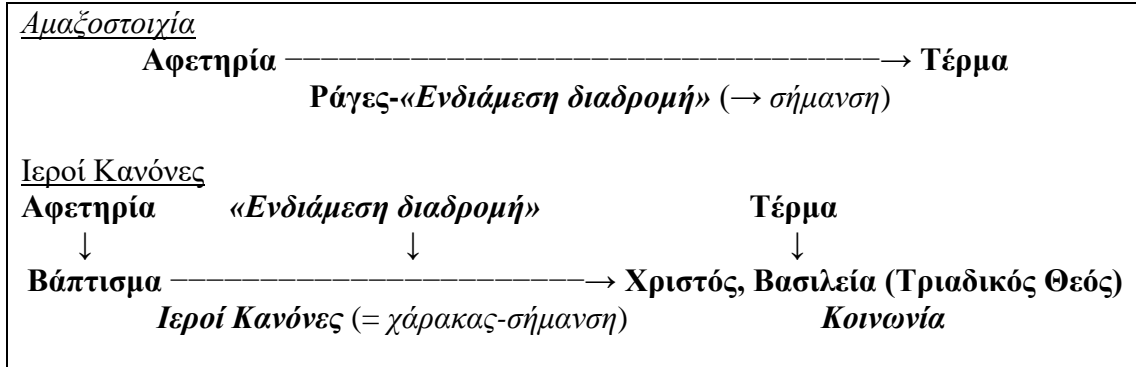 Αμαξοστοιχία
Αφετηρία −−−−−−−−−−−−−−−−−−−−−−−−−−−−−−−−−→ Τέρμα
Ράγες-«Ενδιάμεση διαδρομή» (→ σήμανση)
Ιεροί Κανόνες
Αφετηρία «Ενδιάμεση διαδρομή» Τέρμα
↓ ↓ ↓
Βάπτισμα −−−−−−−−−−−−−−−−−−−−−−−→ Χριστός, Βασιλεία (Τριαδικός Θεός)
Ιεροί Κανόνες (= χάρακας-σήμανση) Κοινωνία